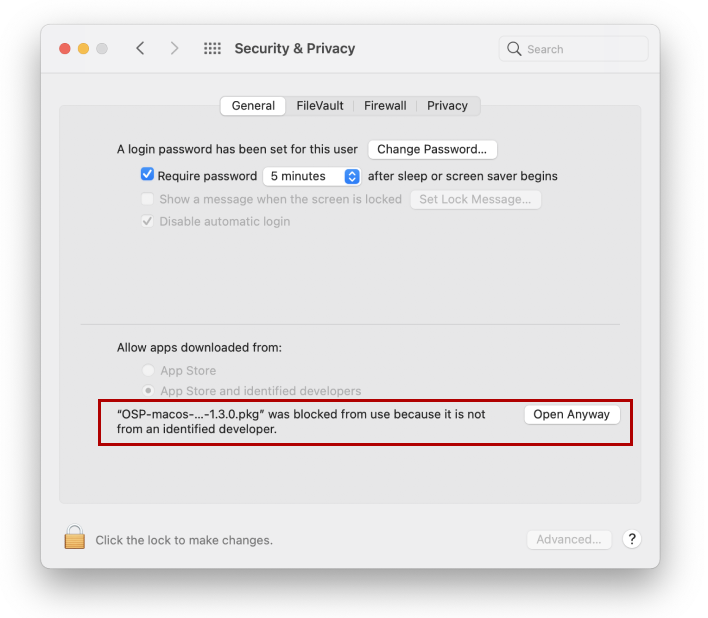 Security & Privacy
Search
General FileVault Firewall Privacy
A login password has been set for this user Change Password...
Require password 5 minutes after sleep or screen saver begins
Show a message when the screen is locked Set Lock Message...
Disable automatic login
Allow apps downloaded from:
App Store
App Store and identified developers
“OSP-macos-...-1.3.0.pkg” was blocked from use because it is not
from an identified developer.
Open Anyway
Click the lock to make changes.
Advanced...
?